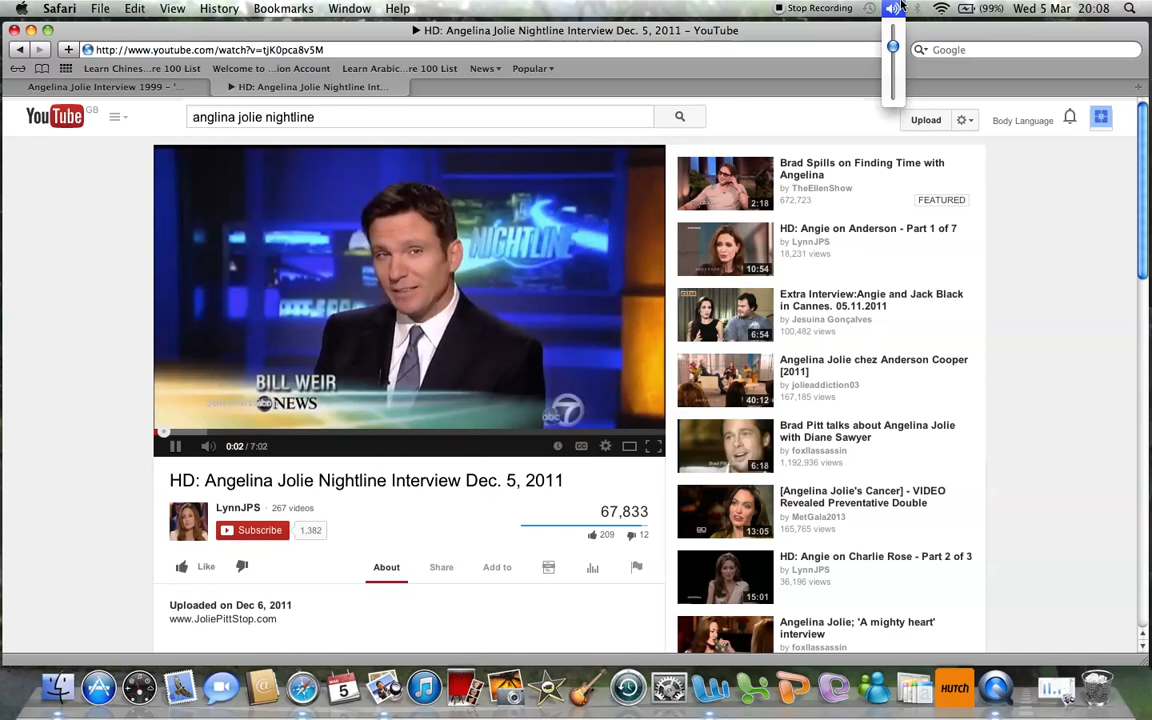 Safari File Edit View History Bookmarks Window Help
Stop Recording (99%) Wed 5 Mar 20:08
HD: Angelina Jolie Nightline Interview Dec. 5, 2011 – YouTube
http://www.youtube.com/watch?v=tjK0pca8v5M
Google
Learn Chines...re 100 List Welcome to ...ion Account Learn Arabic...re 100 List News Popular
Angelina Jolie Interview 1999 – '...
HD: Angelina Jolie Nightline Int...
YouTube GB
anglina jolie nightline
Upload
Body Language
NIGHTLINE
BILL WEIR
abc NEWS
abc 7
0:02 / 7:02
CC
HD: Angelina Jolie Nightline Interview Dec. 5, 2011
LynnJPS · 267 videos
Subscribe 1,382
67,833
209 12
Like
About Share Add to
Uploaded on Dec 6, 2011
www.JoliePittStop.com
2:18
Brad Spills on Finding Time with
Angelina
by TheEllenShow
672,723
FEATURED
10:54
HD: Angie on Anderson - Part 1 of 7
by LynnJPS
18,231 views
6:54
Extra Interview:Angie and Jack Black
in Cannes. 05.11.2011
by Jesuina Gonçalves
100,482 views
40:12
Angelina Jolie chez Anderson Cooper
[2011]
by jolieaddiction03
167,185 views
6:18
Brad Pitt talks about Angelina Jolie
with Diane Sawyer
by foxllassassin
1,192,936 views
13:05
[Angelina Jolie's Cancer] - VIDEO
Revealed Preventative Double
by MetGala2013
165,765 views
15:01
HD: Angie on Charlie Rose - Part 2 of 3
by LynnJPS
36,196 views
Angelina Jolie; 'A mighty heart'
interview
by foxllassassin
MAR
5
HUTCH